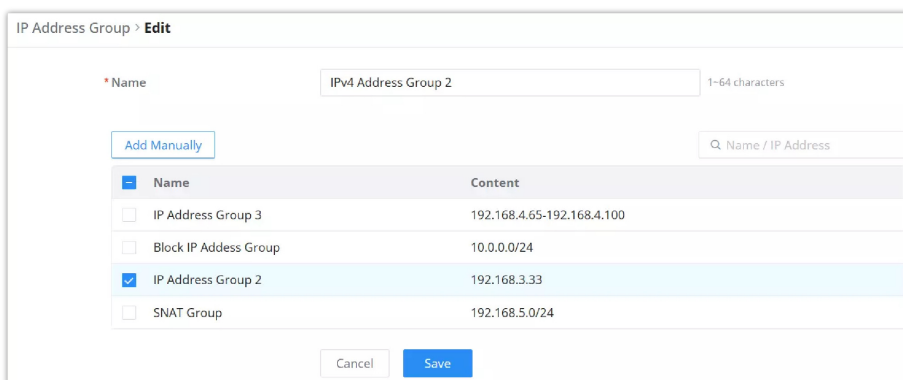 IP Address Group > Edit
* Name IPv4 Address Group 2 1~64 characters
Add Manually Name / IP Address
Name Content
IP Address Group 3 192.168.4.65-192.168.4.100
Block IP Addess Group 10.0.0.0/24
IP Address Group 2 192.168.3.33
SNAT Group 192.168.5.0/24
Cancel Save